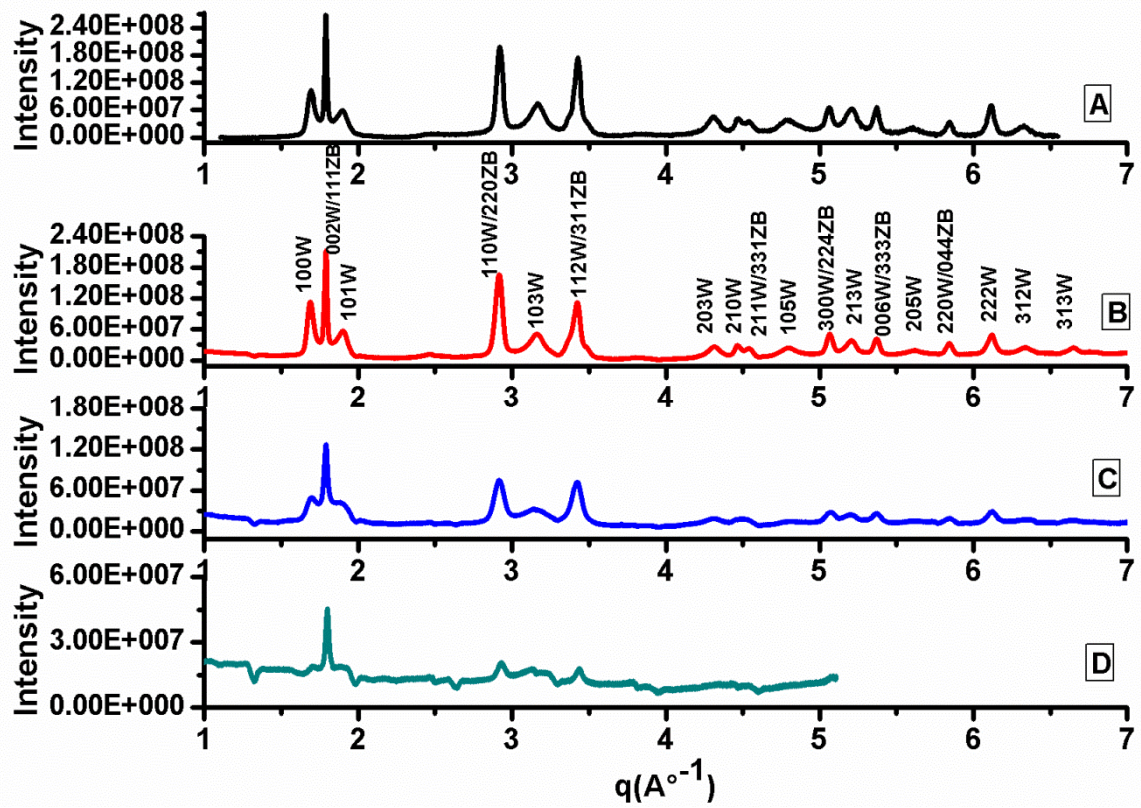 Intensity
2.40E+008
1.80E+008
1.20E+008
6.00E+007
0.00E+000
A
1 2 3 4 5 6 7
Intensity
2.40E+008
1.80E+008
1.20E+008
6.00E+007
0.00E+000
100W
002W/111ZB
101W
110W/220ZB
103W
112W/311ZB
203W
210W
211W/331ZB
105W
300W/224ZB
213W
006W/333ZB
205W
220W/044ZB
222W
312W
313W
B
1 2 3 4 5 6 7
Intensity
1.80E+008
1.20E+008
6.00E+007
0.00E+000
C
1 2 3 4 5 6 7
Intensity
6.00E+007
3.00E+007
0.00E+000
D
1 2 3 4 5 6 7
q(A°-1)